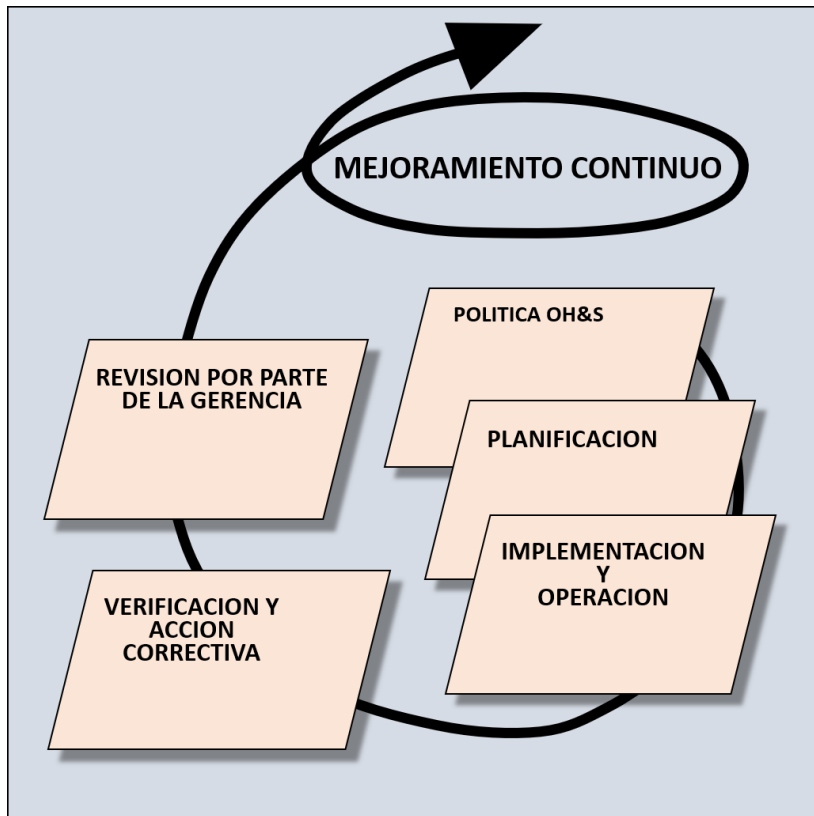 MEJORAMIENTO CONTINUO
POLITICA OH&S
PLANIFICACION
IMPLEMENTACION
Y
OPERACION
VERIFICACION Y
ACCION
CORRECTIVA
REVISION POR PARTE
DE LA GERENCIA